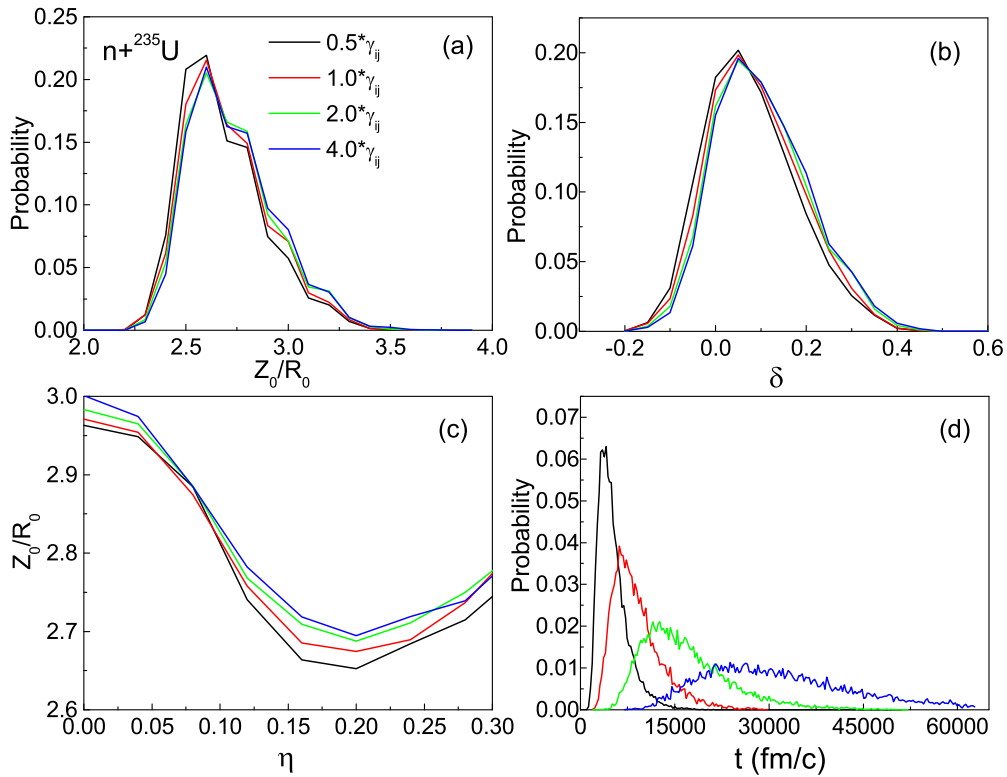 0.25
0.20
0.15
0.10
0.05
0.00
Probability
n+²³⁵U
0.5*γij
1.0*γij
2.0*γij
4.0*γij
(a)
2.0 2.5 3.0 3.5 4.0
Z₀/R₀
0.20
0.15
0.10
0.05
0.00
Probability
(b)
-0.2 0.0 0.2 0.4 0.6
δ
3.0
2.9
2.8
2.7
2.6
Z₀/R₀
(c)
0.00 0.05 0.10 0.15 0.20 0.25 0.30
η
0.07
0.06
0.05
0.04
0.03
0.02
0.01
0.00
Probability
(d)
0 15000 30000 45000 60000
t (fm/c)